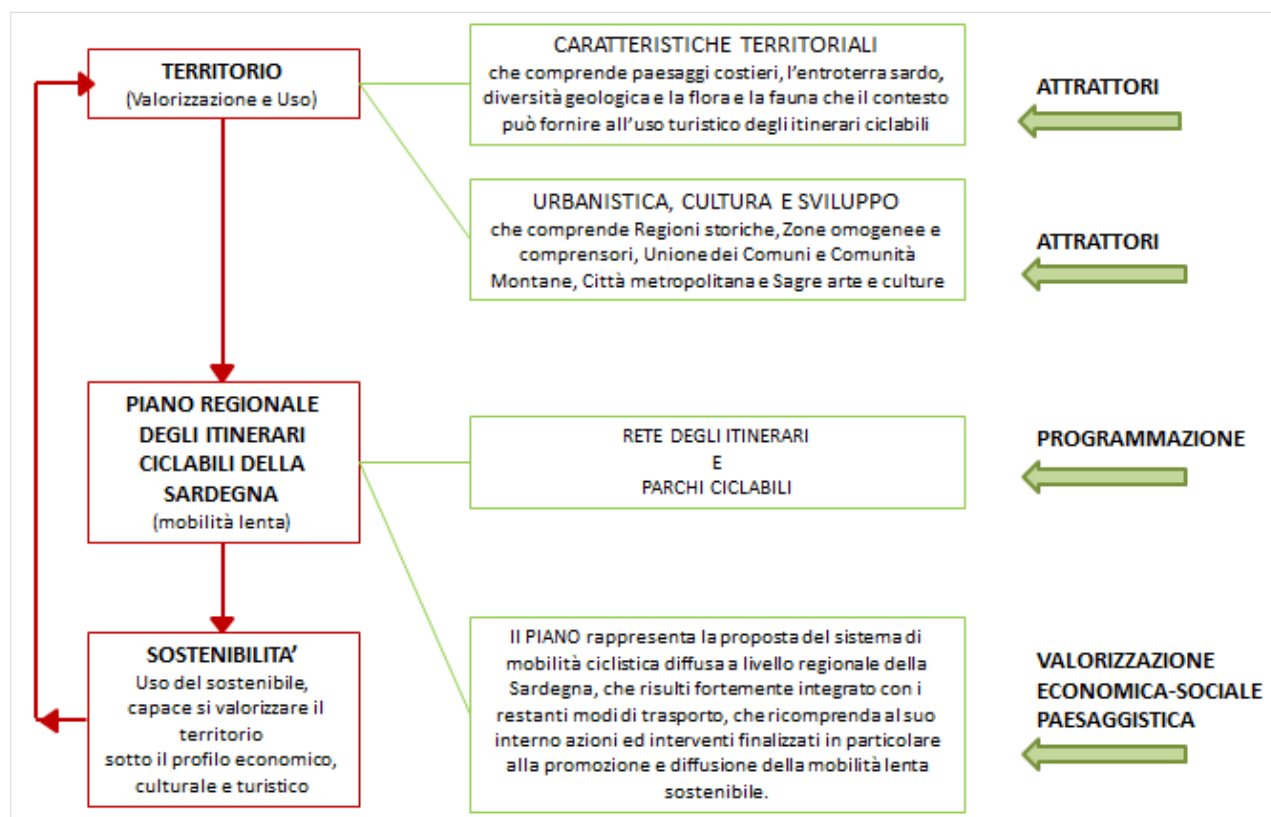 TERRITORIO
(Valorizzazione e Uso)
CARATTERISTICHE TERRITORIALI
che comprende paesaggi costieri, l'entroterra sardo,
diversità geologica e la flora e la fauna che il contesto
può fornire all'uso turistico degli itinerari ciclabili
ATTRATTORI
URBANISTICA, CULTURA E SVILUPPO
che comprende Regioni storiche, Zone omogenee e
comprensori, Unione dei Comuni e Comunità
Montane, Città metropolitana e Sagre arte e culture
ATTRATTORI
PIANO REGIONALE
DEGLI ITINERARI
CICLABILI DELLA
SARDEGNA
(mobilità lenta)
RETE DEGLI ITINERARI
E
PARCHI CICLABILI
PROGRAMMAZIONE
SOSTENIBILITA'
Uso del sostenibile,
capace si valorizzare il
territorio
sotto il profilo economico,
culturale e turistico
Il PIANO rappresenta la proposta del sistema di
mobilità ciclistica diffusa a livello regionale della
Sardegna, che risulti fortemente integrato con i
restanti modi di trasporto, che ricomprenda al suo
interno azioni ed interventi finalizzati in particolare
alla promozione e diffusione della mobilità lenta
sostenibile.
VALORIZZAZIONE
ECONOMICA-SOCIALE
PAESAGGISTICA